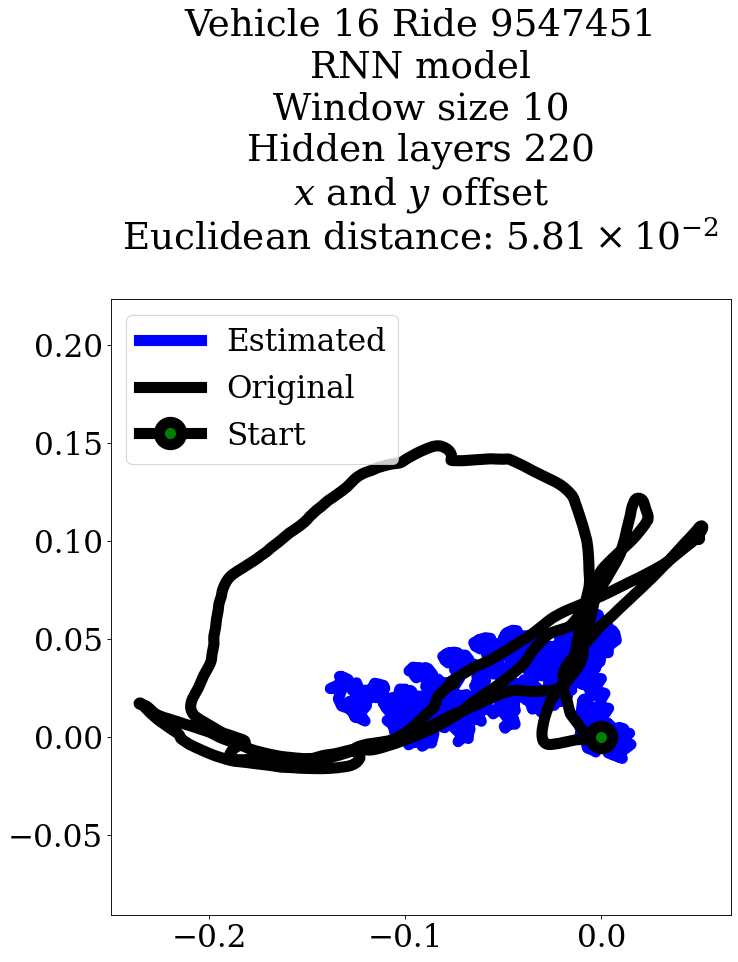 Vehicle 16 Ride 9547451
RNN model
Window size 10
Hidden layers 220
x and y offset
Euclidean distance: 5.81 × 10⁻²
Estimated
Original
Start
0.20
0.15
0.10
0.05
0.00
−0.05
−0.2 −0.1 0.0